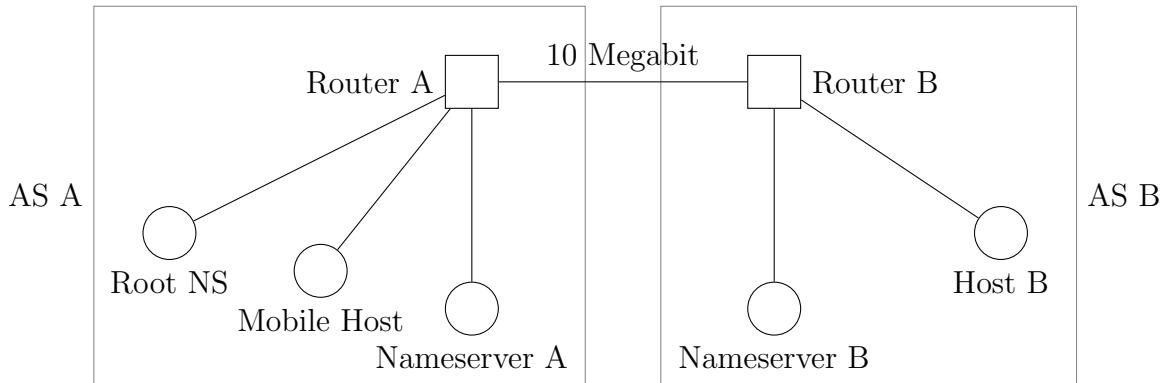 10 Megabit
Router A
Router B
AS A
AS B
Root NS
Host B
Mobile Host
Nameserver A
Nameserver B